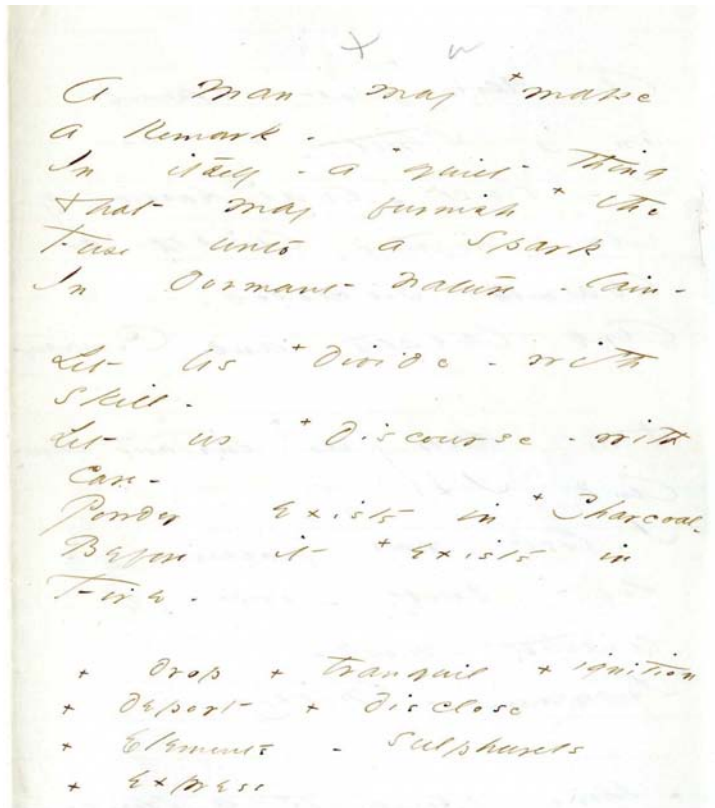 + w
A Man may + make
a Remark -
In itself - a + quiet thing
that may furnish + the
Fuse unto a Spark
In Dormant nature - lain -
Let us + divide - with
Skill -
Let us + discourse - with
Care -
Powder exists in + Charcoal -
Before it + exists in
Fire -
+ drop + tranquil + ignition
+ deport + disclose
+ Elements - sulphurets
+ express